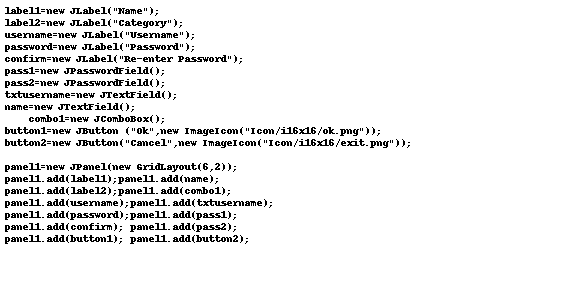 label1=new JLabel("Name");
label2=new JLabel("Category");
username=new JLabel("Username");
password=new JLabel("Password");
confirm=new JLabel("Re-enter Password");
pass1=new JPasswordField();
pass2=new JPasswordField();
txtusername=new JTextField();
name=new JTextField();
    combo1=new JComboBox();
button1=new JButton ("Ok",new ImageIcon("Icon/i16x16/ok.png"));
button2=new JButton("Cancel",new ImageIcon("Icon/i16x16/exit.png"));
panel1=new JPanel(new GridLayout(6,2));
panel1.add(label1);panel1.add(name);
panel1.add(label2);panel1.add(combo1);
panel1.add(username);panel1.add(txtusername);
panel1.add(password);panel1.add(pass1);
panel1.add(confirm); panel1.add(pass2);
panel1.add(button1); panel1.add(button2);